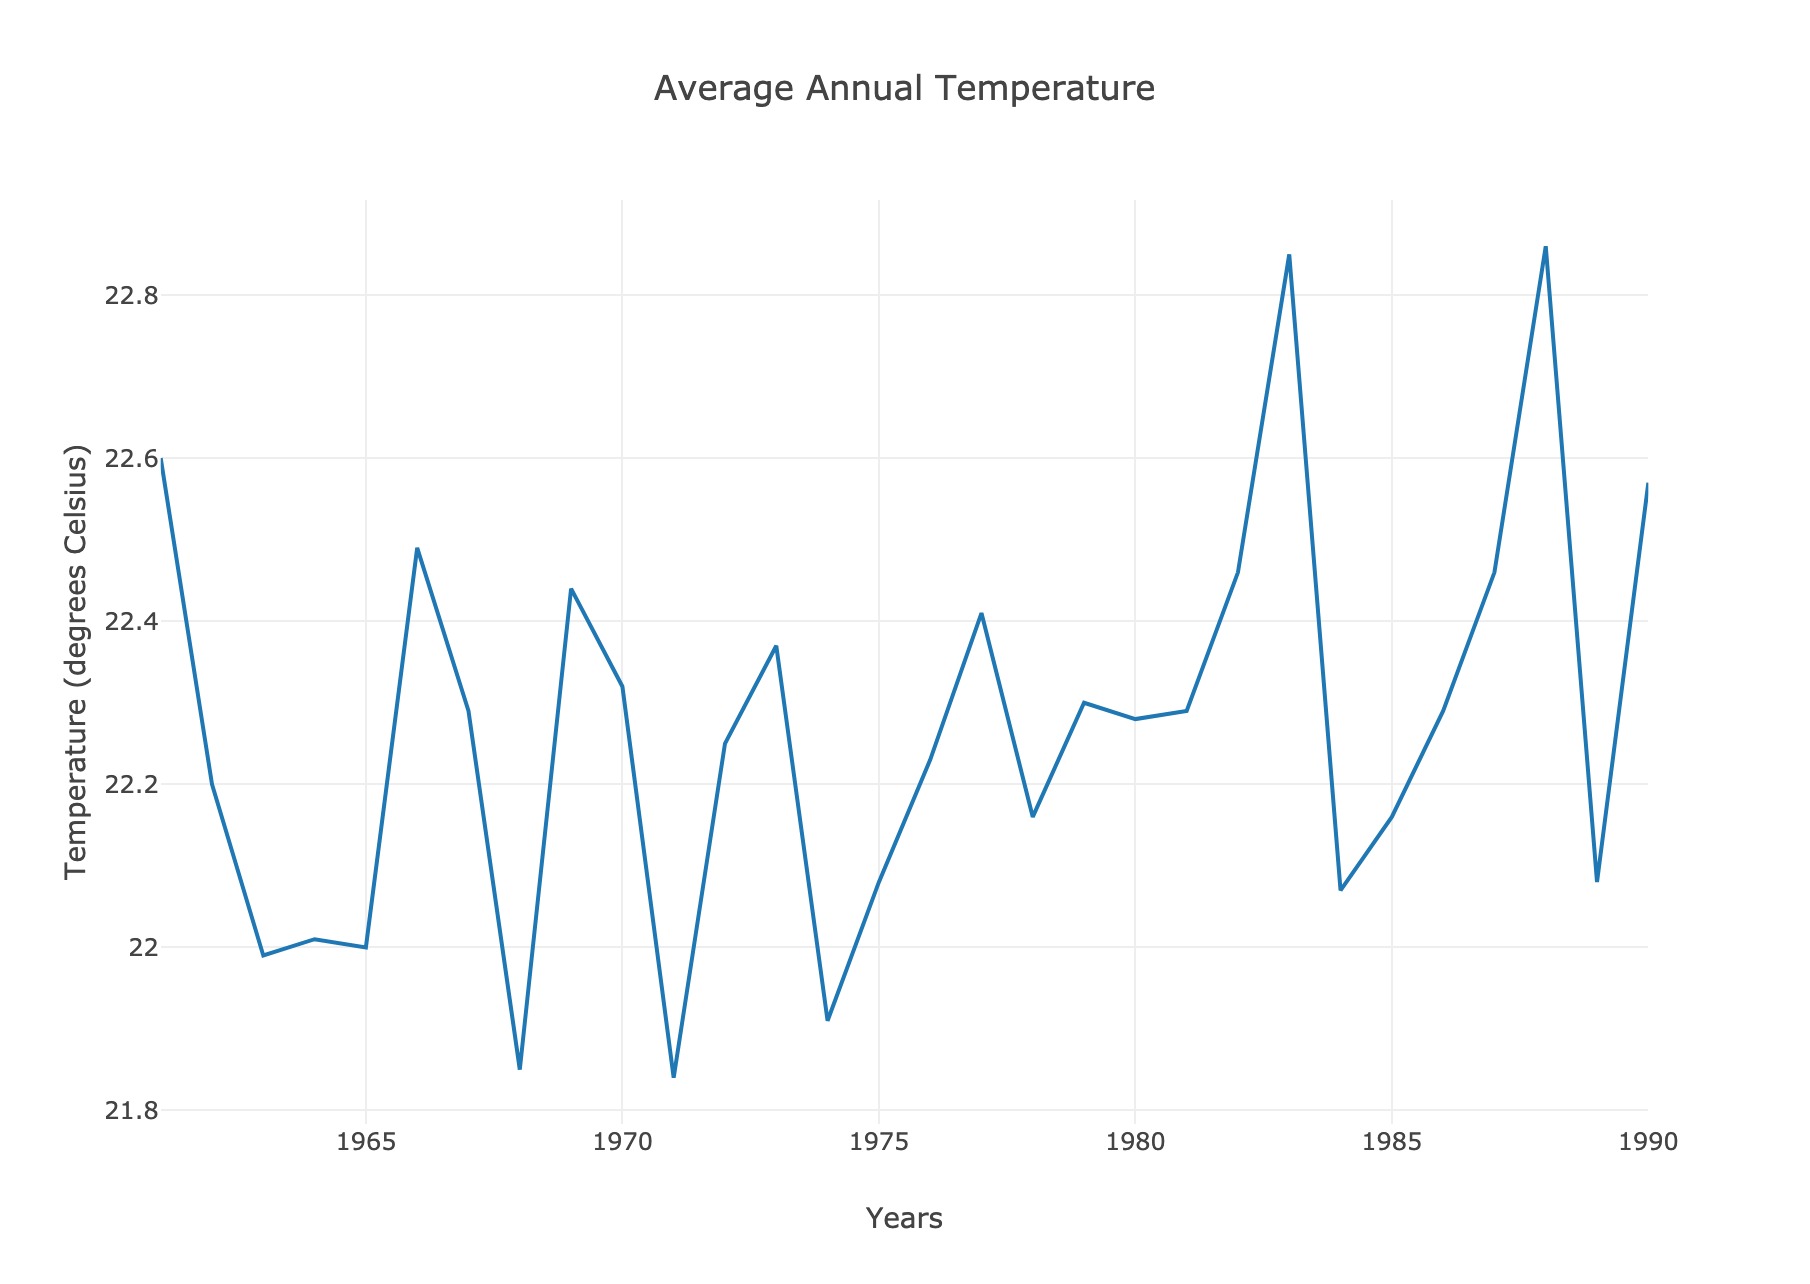 Average Annual Temperature
Temperature (degrees Celsius)
22.8
22.6
22.4
22.2
22
21.8
1965 1970 1975 1980 1985 1990
Years